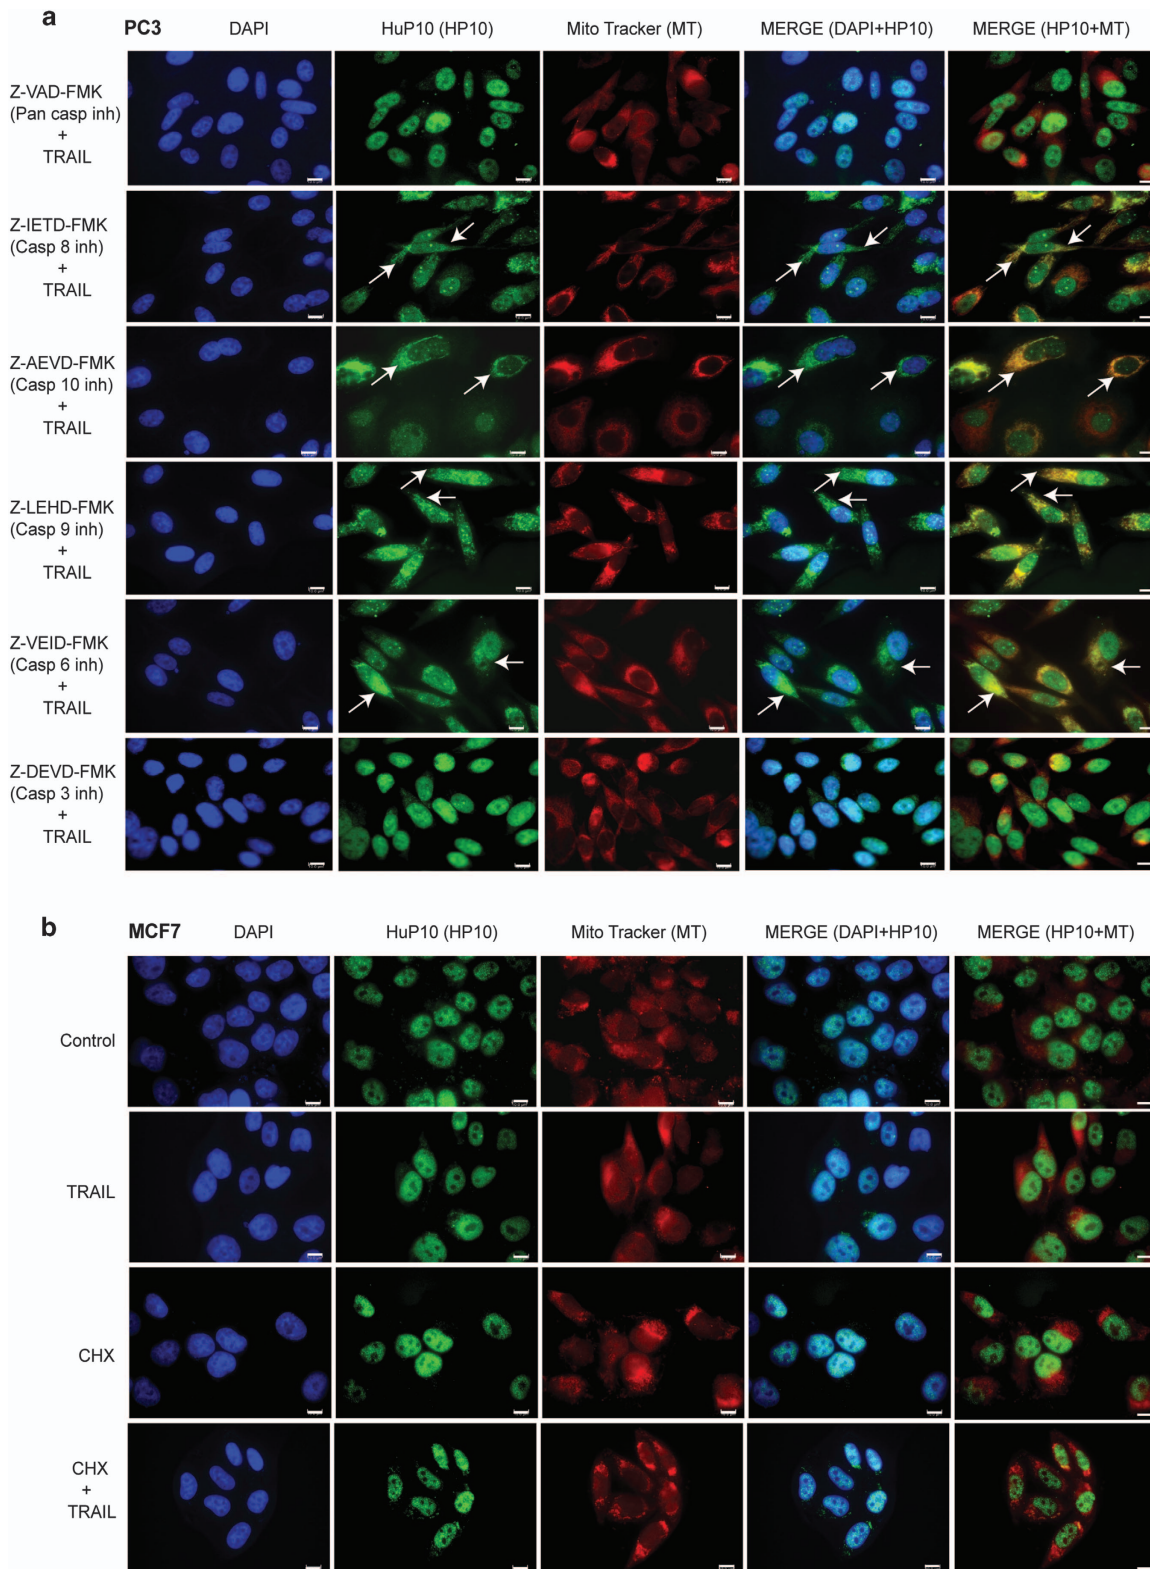 a
PC3 DAPI HuP10 (HP10) Mito Tracker (MT) MERGE (DAPI+HP10) MERGE (HP10+MT)
Z-VAD-FMK
(Pan casp inh)
+
TRAIL
Z-IETD-FMK
(Casp 8 inh)
+
TRAIL
Z-AEVD-FMK
(Casp 10 inh)
+
TRAIL
Z-LEHD-FMK
(Casp 9 inh)
+
TRAIL
Z-VEID-FMK
(Casp 6 inh)
+
TRAIL
Z-DEVD-FMK
(Casp 3 inh)
+
TRAIL
b
MCF7 DAPI HuP10 (HP10) Mito Tracker (MT) MERGE (DAPI+HP10) MERGE (HP10+MT)
Control
TRAIL
CHX
CHX
+
TRAIL